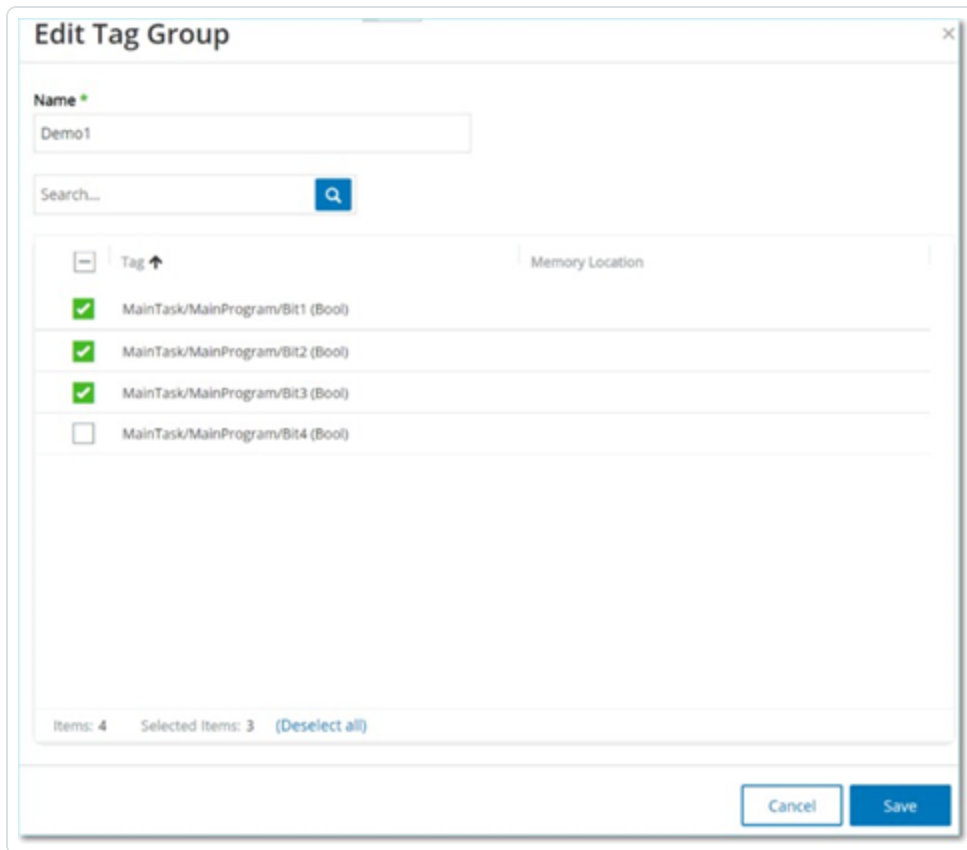 Edit Tag Group
Name *
Demo1
Search...
Tag Memory Location
MainTask/MainProgram/Bit1 (Bool)
MainTask/MainProgram/Bit2 (Bool)
MainTask/MainProgram/Bit3 (Bool)
MainTask/MainProgram/Bit4 (Bool)
Items: 4 Selected Items: 3 (Deselect all)
Cancel Save